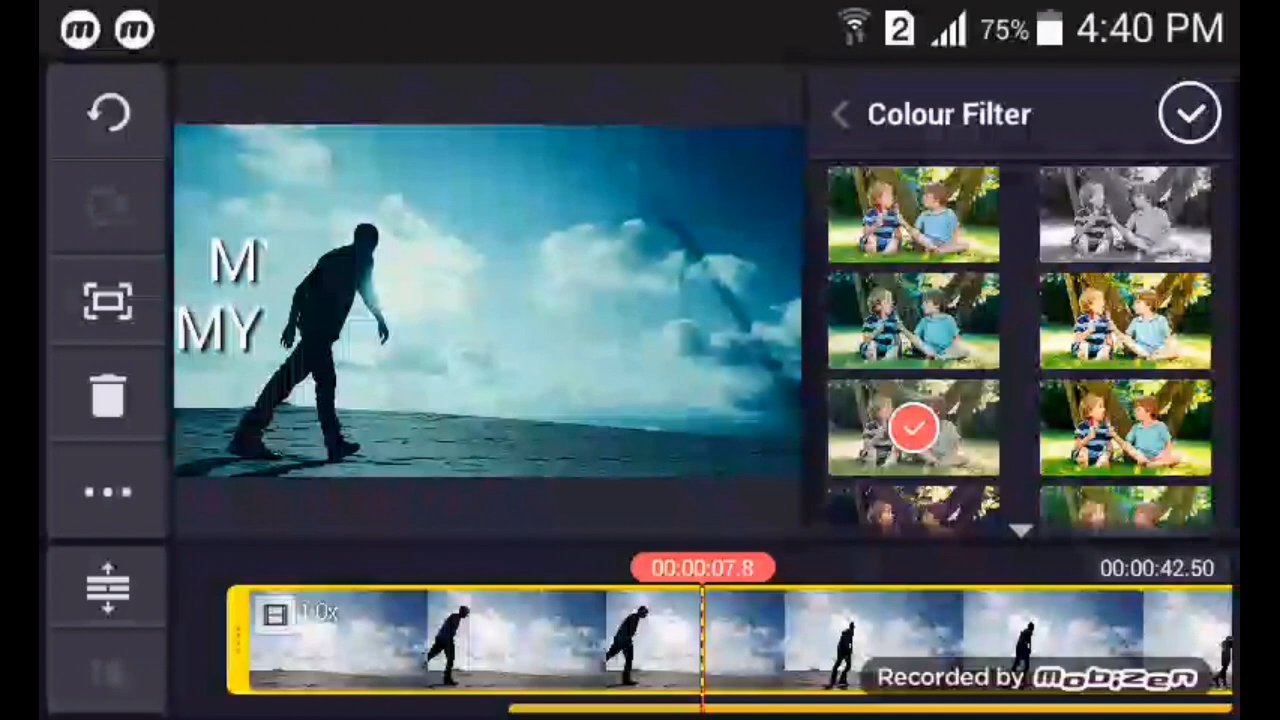 2 75% 4:40 PM
Colour Filter
M
MY
00:00:07.8
00:00:42.50
1.0x
Recorded by mobizen